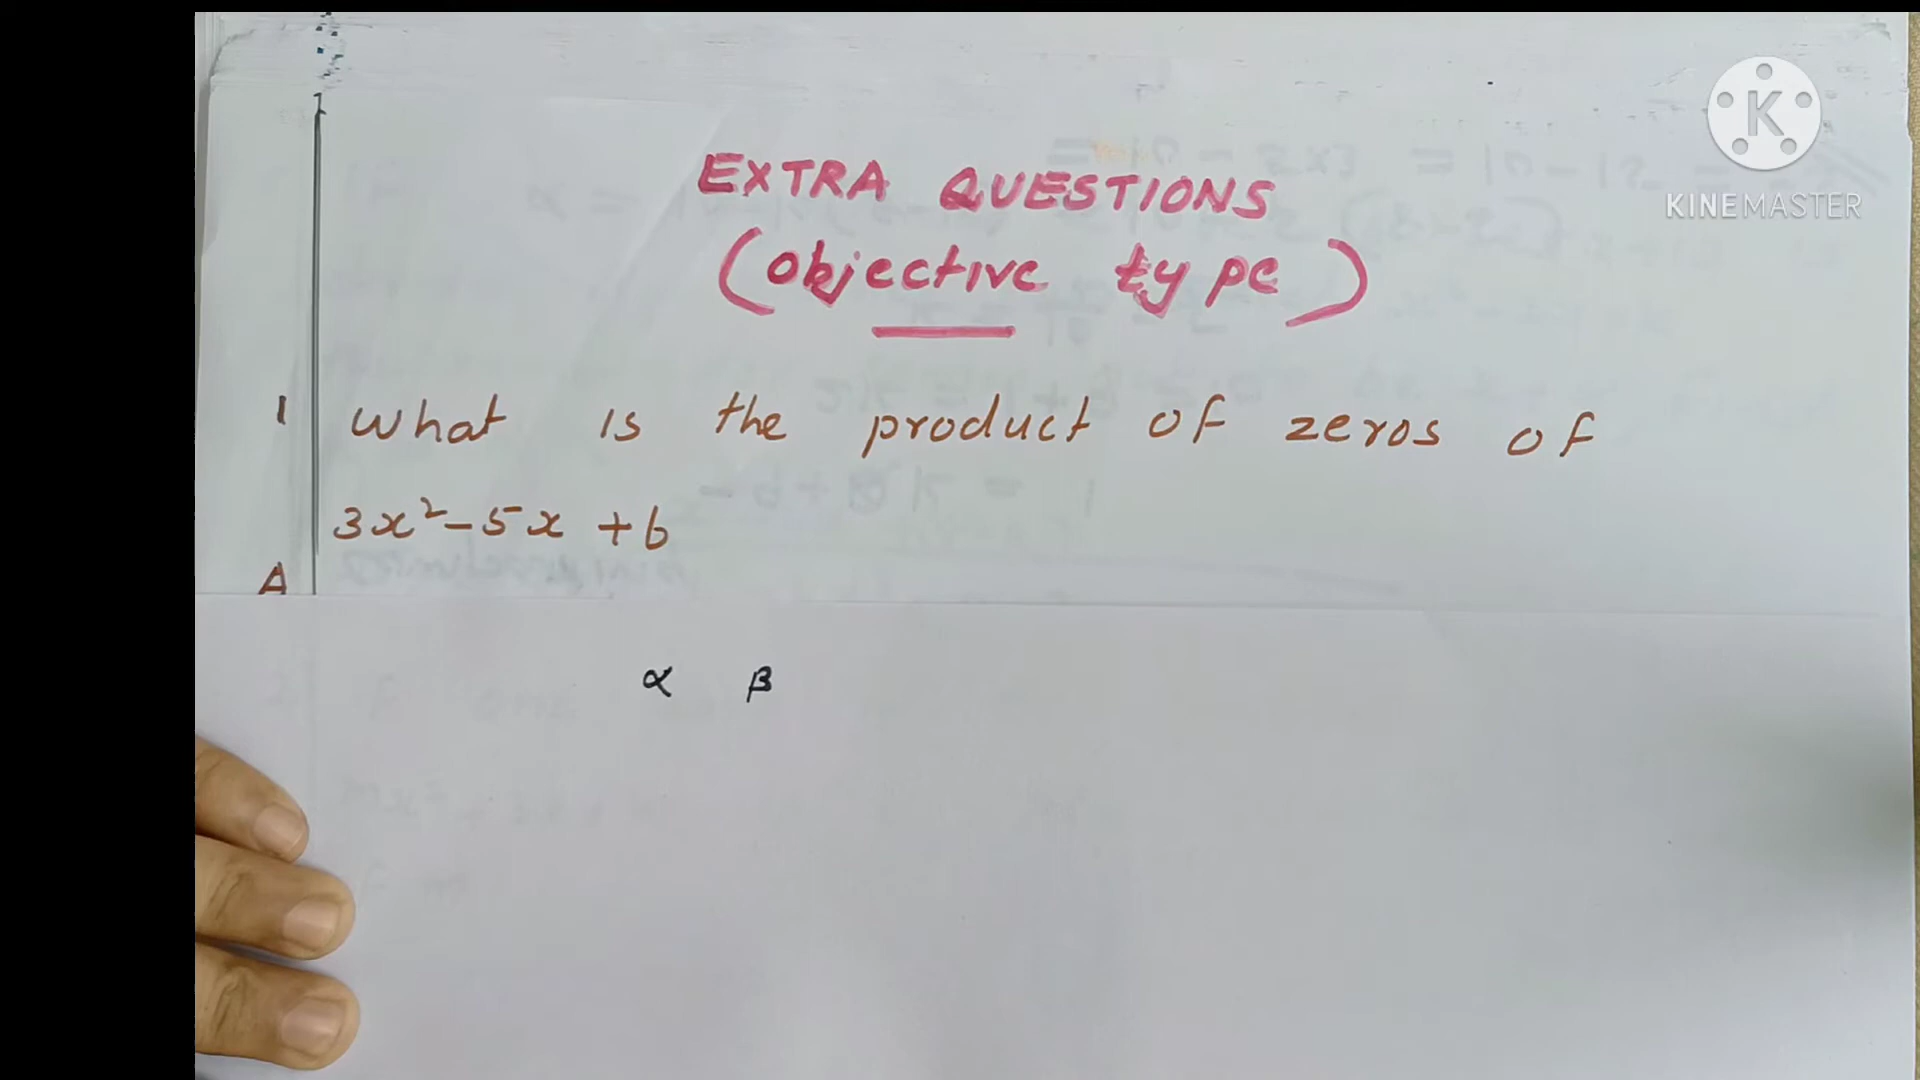 EXTRA QUESTIONS
(objective type)
1 What is the product of zeros of
3x²-5x+6
A
α β
KINEMASTER